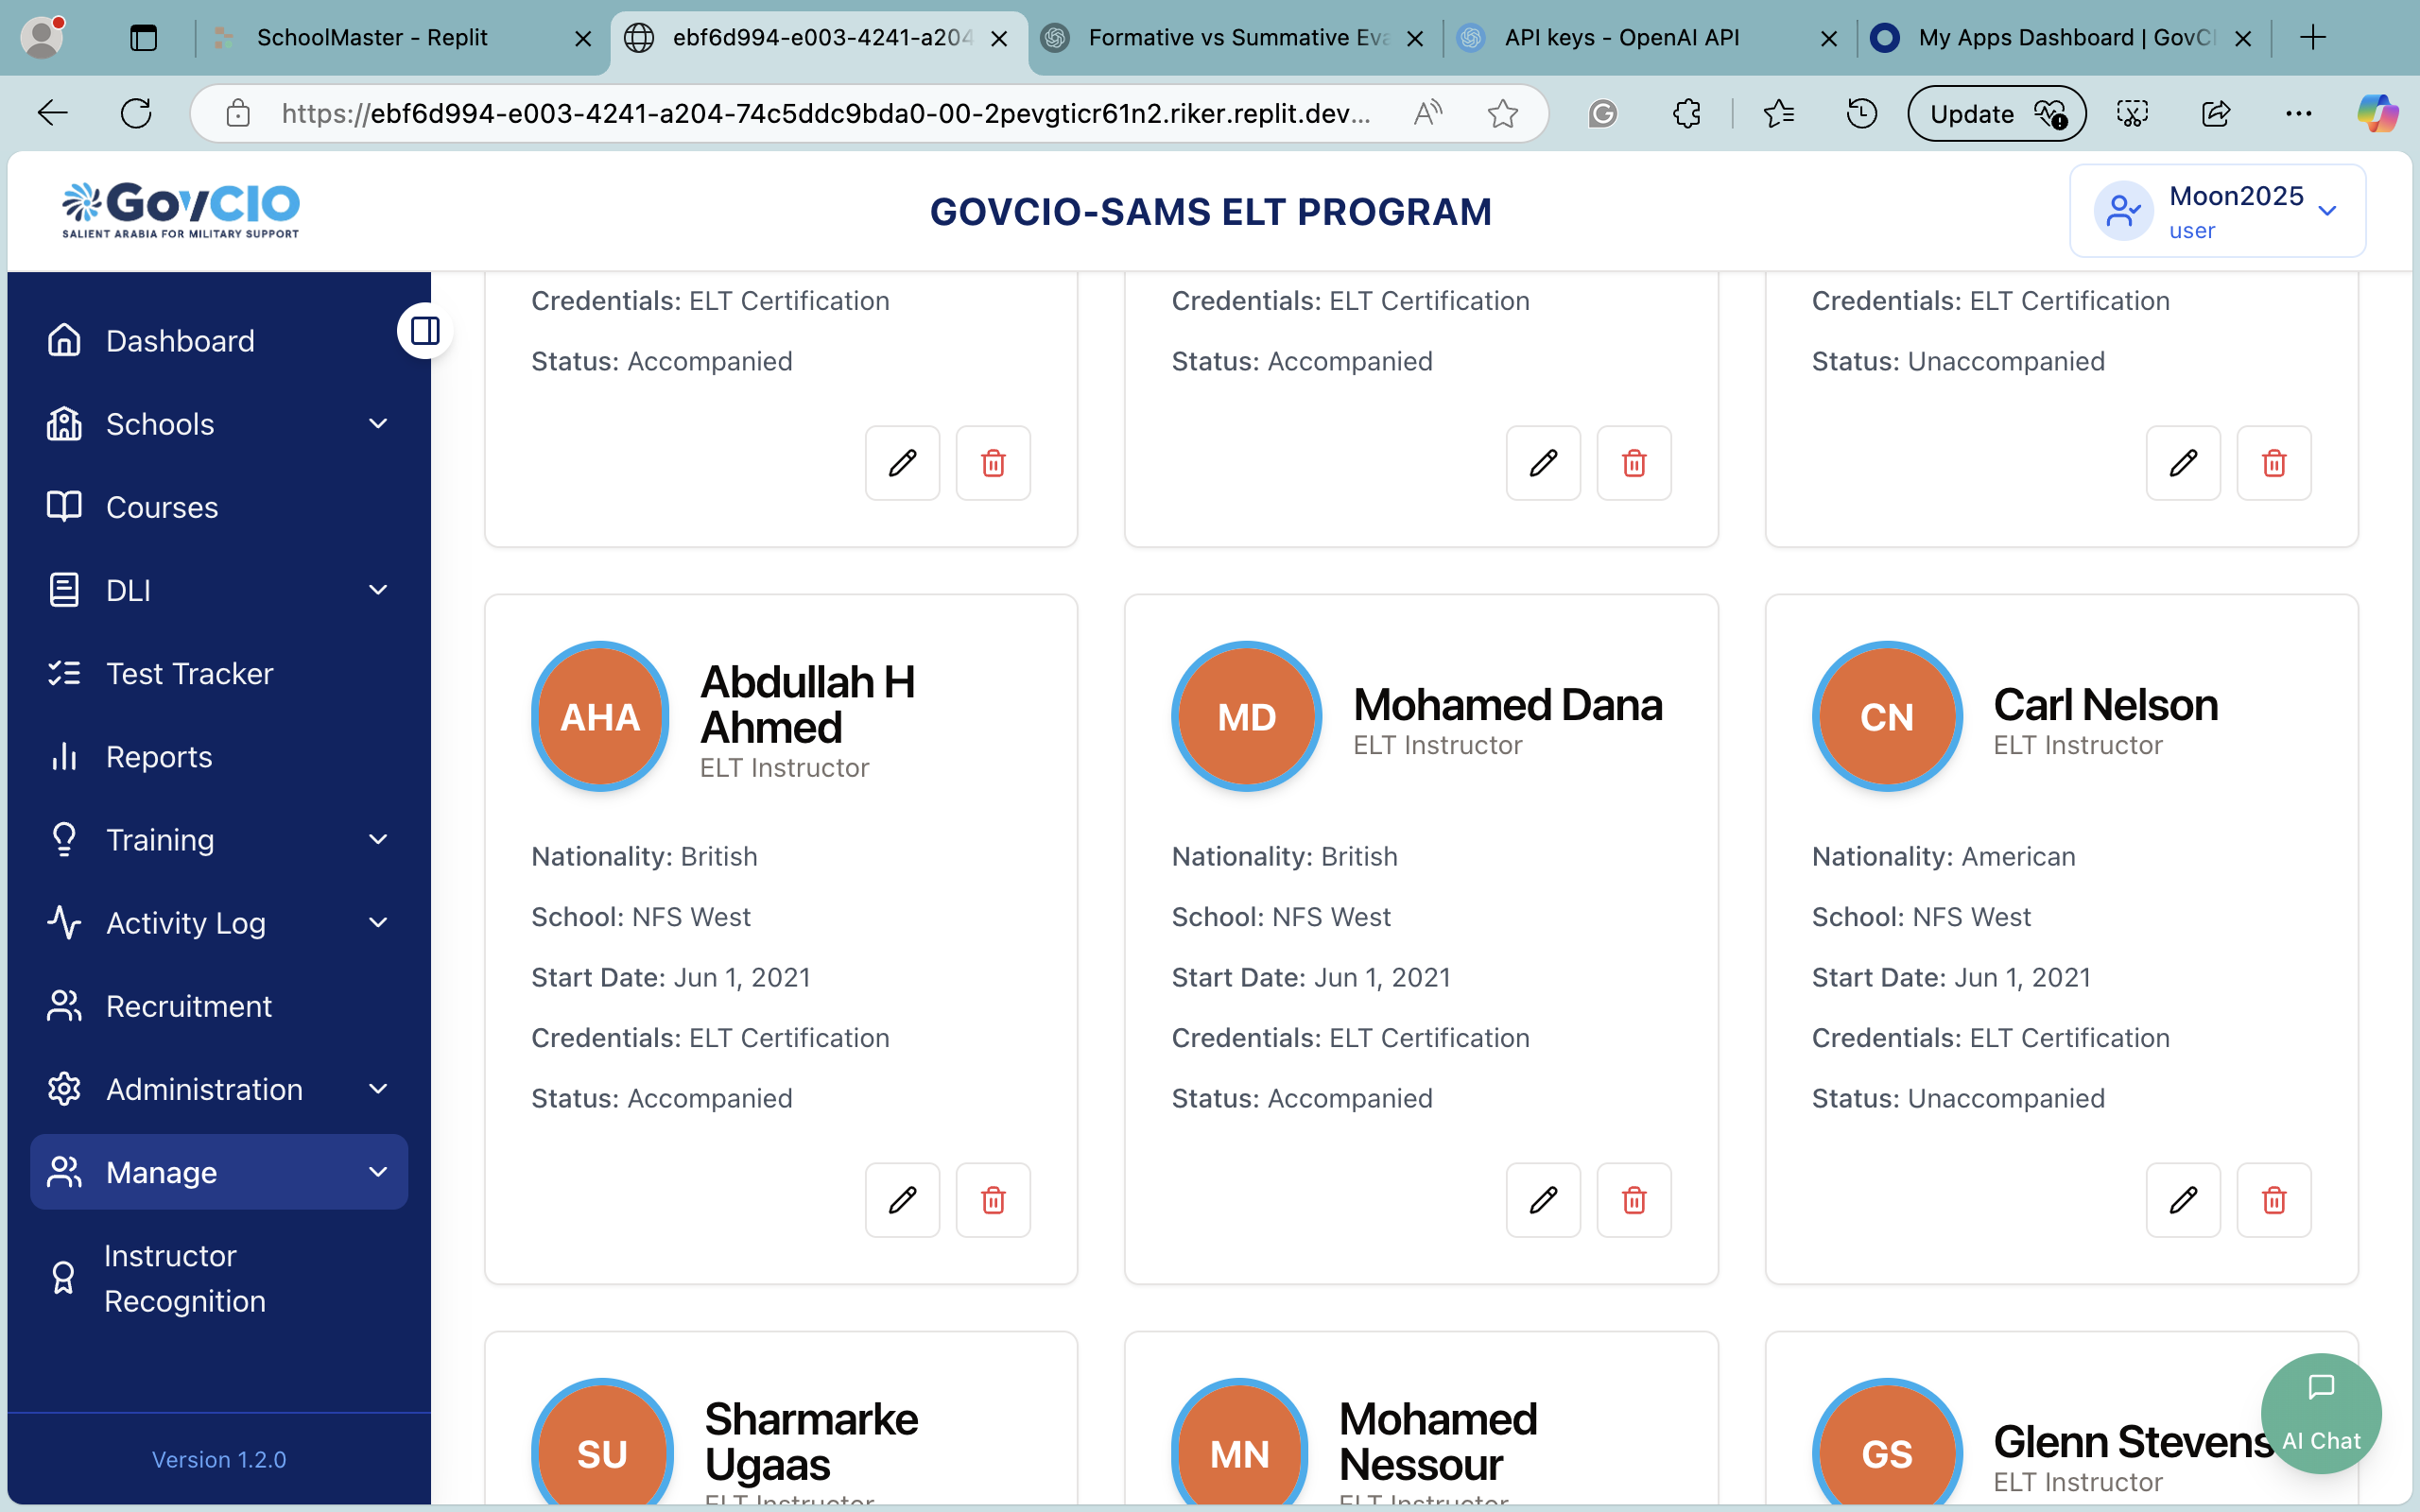 SchoolMaster - Replit
ebf6d994-e003-4241-a204
Formative vs Summative Eva
API keys - OpenAI API
My Apps Dashboard | GovCI
https://ebf6d994-e003-4241-a204-74c5ddc9bda0-00-2pevgticr61n2.riker.replit.dev...
Update
GovCIO
SALIENT ARABIA FOR MILITARY SUPPORT
GOVCIO-SAMS ELT PROGRAM
Moon2025
user
Dashboard
Schools
Courses
DLI
Test Tracker
Reports
Training
Activity Log
Recruitment
Administration
Manage
Instructor
Recognition
Version 1.2.0
Credentials: ELT Certification
Status: Accompanied
Credentials: ELT Certification
Status: Accompanied
Credentials: ELT Certification
Status: Unaccompanied
AHA
Abdullah H
Ahmed
ELT Instructor
Nationality: British
School: NFS West
Start Date: Jun 1, 2021
Credentials: ELT Certification
Status: Accompanied
MD
Mohamed Dana
ELT Instructor
Nationality: British
School: NFS West
Start Date: Jun 1, 2021
Credentials: ELT Certification
Status: Accompanied
CN
Carl Nelson
ELT Instructor
Nationality: American
School: NFS West
Start Date: Jun 1, 2021
Credentials: ELT Certification
Status: Unaccompanied
SU
Sharmarke
Ugaas
ELT Instructor
MN
Mohamed
Nessour
ELT Instructor
GS
Glenn Stevens
ELT Instructor
AI Chat